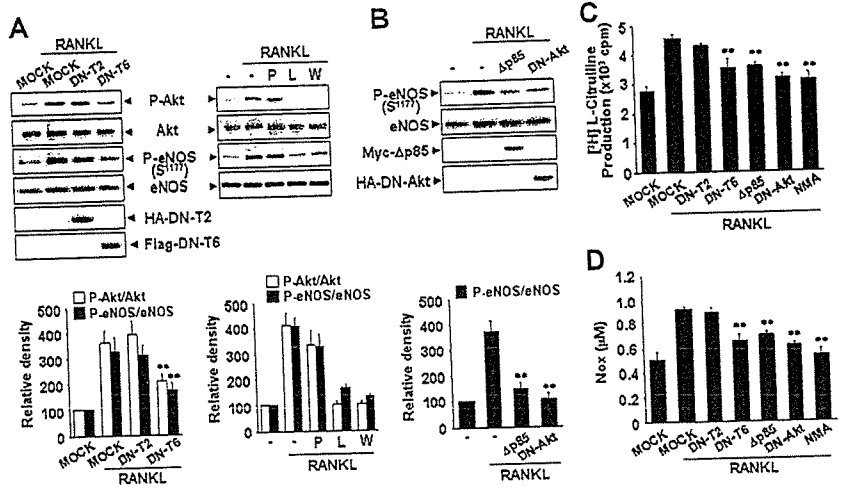 A
RANKL
MOCK MOCK DN-T2 DN-T6
P-Akt
Akt
P-eNOS
(S1177)
eNOS
HA-DN-T2
Flag-DN-T6
RANKL
- - P L W
B
RANKL
- - Δp85 DN-Akt
P-eNOS
(S1177)
eNOS
Myc-Δp85
HA-DN-Akt
P-Akt/Akt
P-eNOS/eNOS
Relative density
500
400
300
200
100
0
** **
MOCK MOCK DN-T2 DN-T6
RANKL
P-Akt/Akt
P-eNOS/eNOS
Relative density
500
400
300
200
100
0
- - P L W
RANKL
P-eNOS/eNOS
Relative density
500
400
300
200
100
0
** **
- - Δp85 DN-Akt
RANKL
C
[3H] L-Citrulline
Production (x10³ cpm)
5
4
3
2
1
0
** ** ** **
MOCK MOCK DN-T2 DN-T6 Δp85 DN-Akt NMA
RANKL
D
Nox (μM)
1.2
1.0
0.8
0.6
0.4
0
** ** ** **
MOCK MOCK DN-T2 DN-T6 Δp85 DN-Akt NMA
RANKL